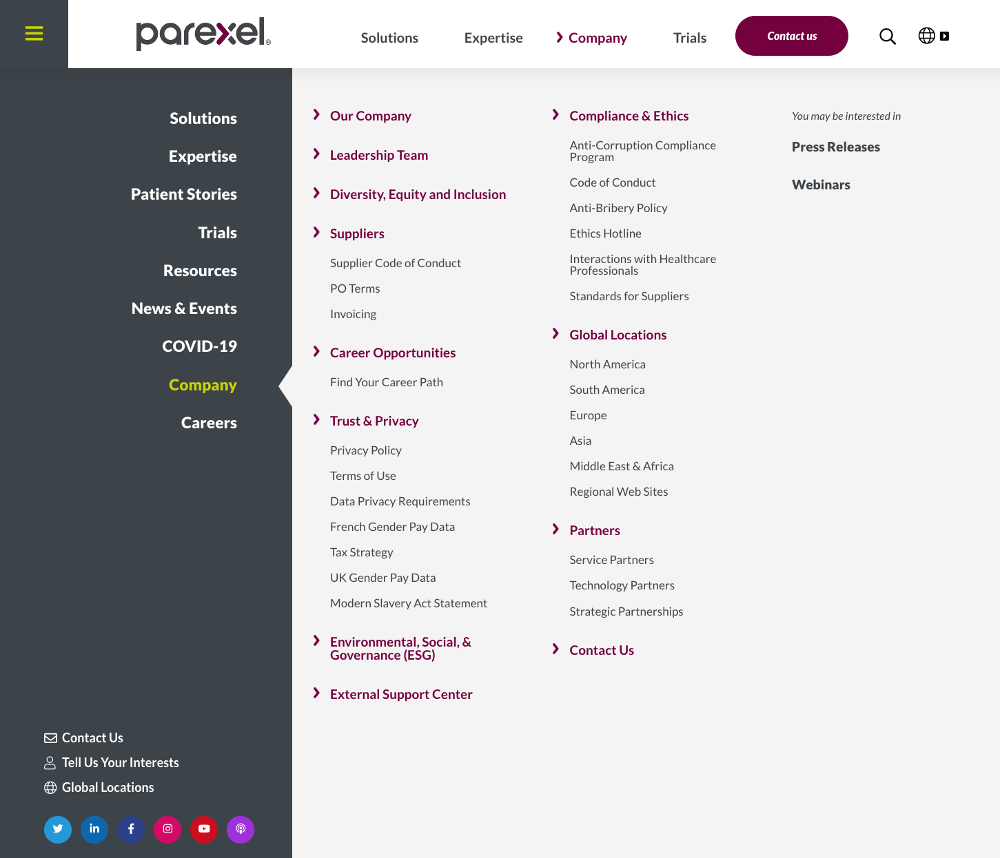 parexel®
Solutions
Expertise
Company
Trials
Contact us
Solutions
Expertise
Patient Stories
Trials
Resources
News & Events
COVID-19
Company
Careers
Contact Us
Tell Us Your Interests
Global Locations
Our Company
Leadership Team
Diversity, Equity and Inclusion
Suppliers
Supplier Code of Conduct
PO Terms
Invoicing
Career Opportunities
Find Your Career Path
Trust & Privacy
Privacy Policy
Terms of Use
Data Privacy Requirements
French Gender Pay Data
Tax Strategy
UK Gender Pay Data
Modern Slavery Act Statement
Environmental, Social, &
Governance (ESG)
External Support Center
Compliance & Ethics
Anti-Corruption Compliance
Program
Code of Conduct
Anti-Bribery Policy
Ethics Hotline
Interactions with Healthcare
Professionals
Standards for Suppliers
Global Locations
North America
South America
Europe
Asia
Middle East & Africa
Regional Web Sites
Partners
Service Partners
Technology Partners
Strategic Partnerships
Contact Us
You may be interested in
Press Releases
Webinars